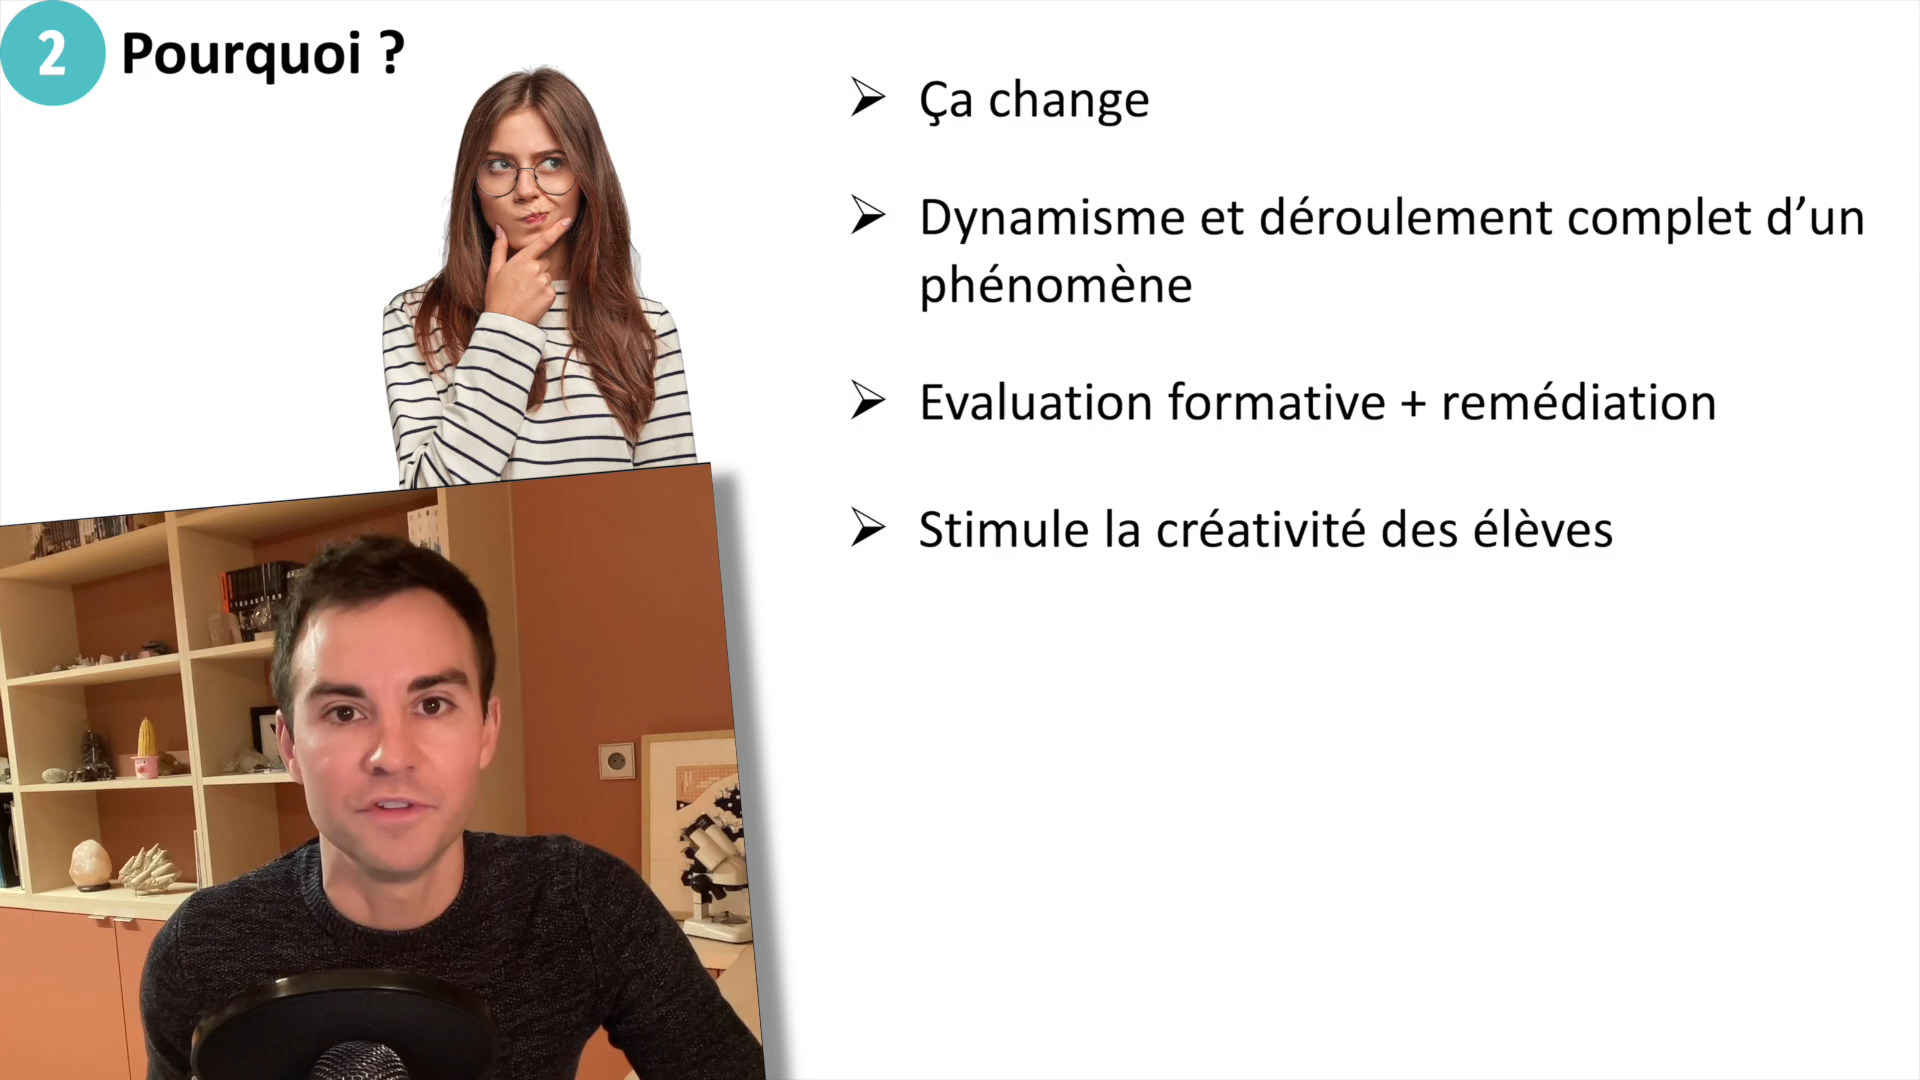 2 Pourquoi ?
Ça change
Dynamisme et déroulement complet d’un
phénomène
Evaluation formative + remédiation
Stimule la créativité des élèves